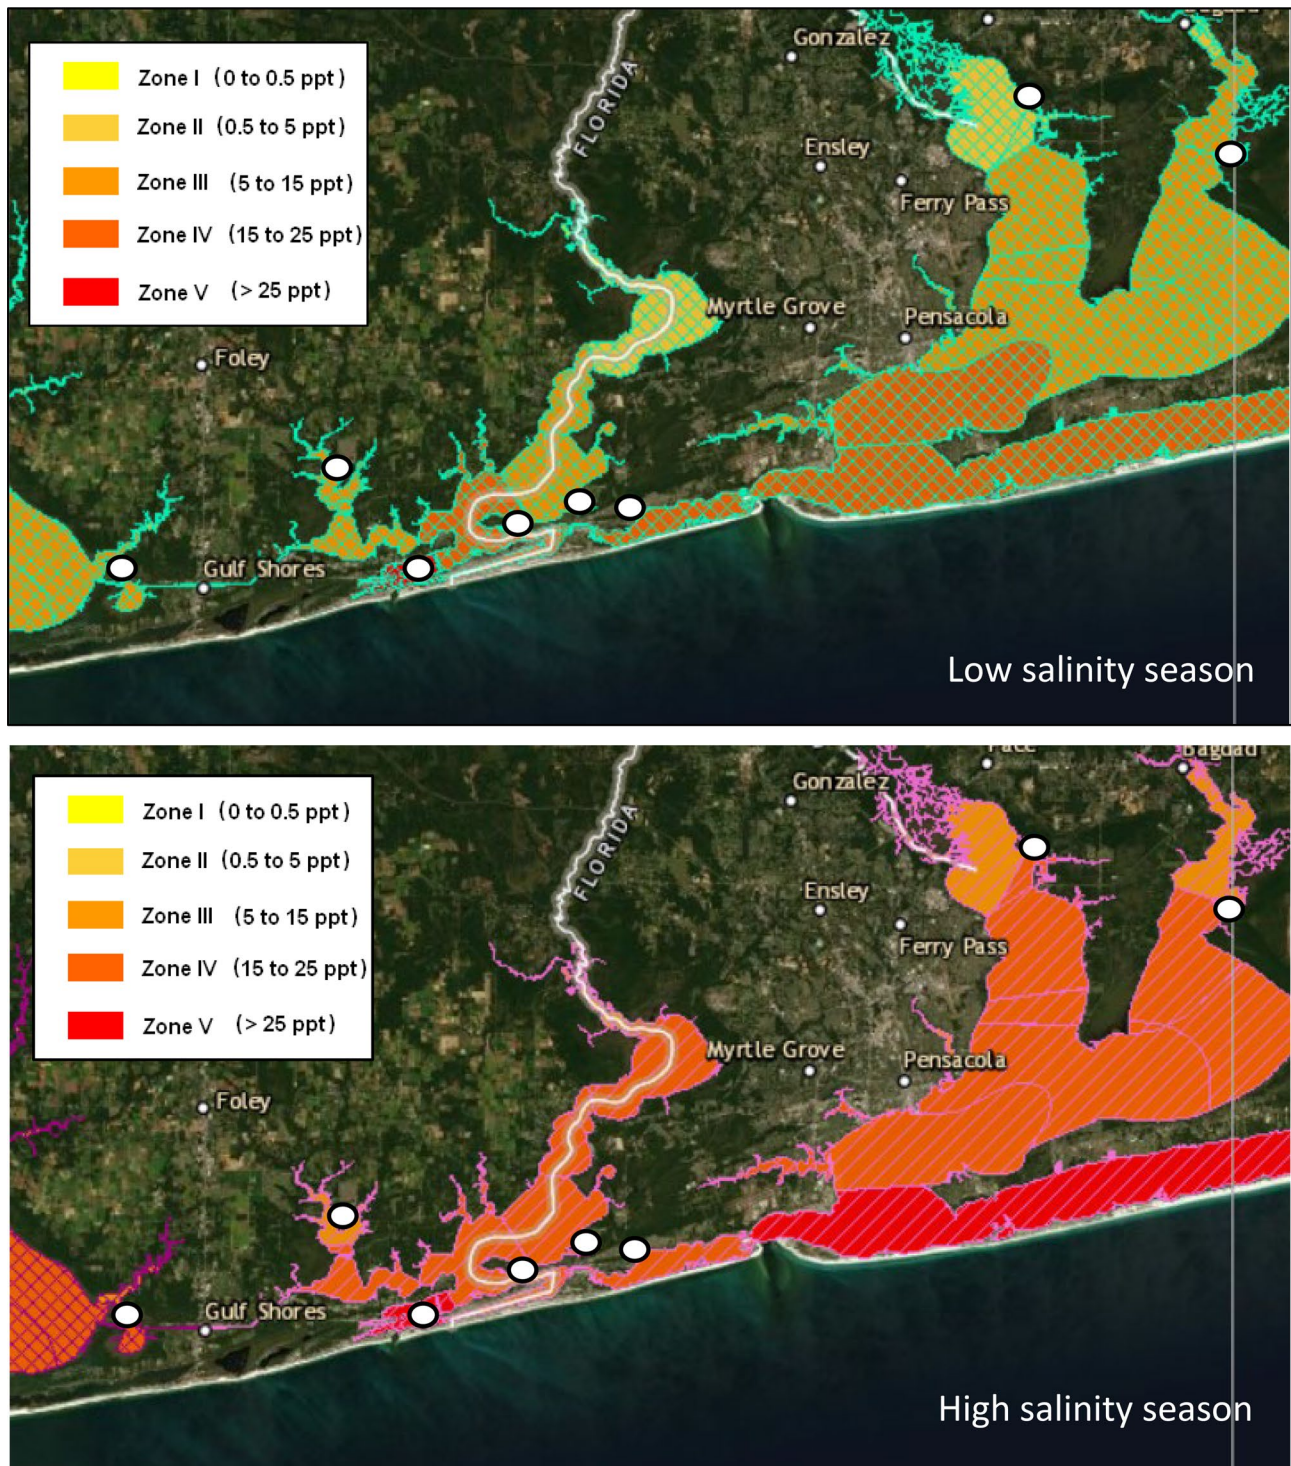 Gonzalez
Zone I (0 to 0.5 ppt)
FLORIDA
Zone II (0.5 to 5 ppt)
Ensley
Zone III (5 to 15 ppt)
Ferry Pass
Zone IV (15 to 25 ppt)
Zone V (> 25 ppt)
Myrtle Grove
Pensacola
Foley
Gulf Shores
Low salinity season
Pace
Bagdad
Gonzalez
Zone I (0 to 0.5 ppt)
FLORIDA
Zone II (0.5 to 5 ppt)
Ensley
Zone III (5 to 15 ppt)
Ferry Pass
Zone IV (15 to 25 ppt)
Zone V (> 25 ppt)
Myrtle Grove
Pensacola
Foley
Gulf Shores
High salinity season